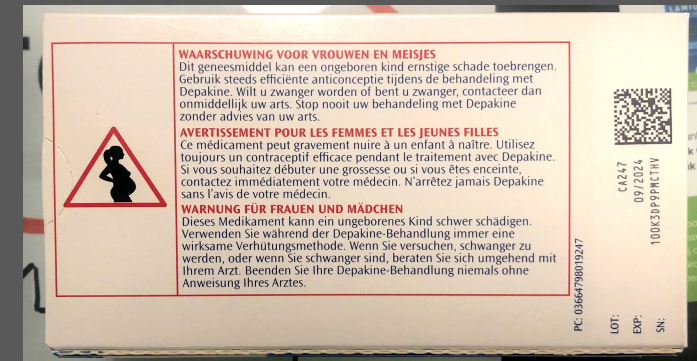 WAARSCHUWING VOOR VROUWEN EN MEISJES
Dit geneesmiddel kan een ongeboren kind ernstige schade toebrengen.
Gebruik steeds efficiënte anticonceptie tijdens de behandeling met
Depakine. Wilt u zwanger worden of bent u zwanger, contacteer dan
onmiddellijk uw arts. Stop nooit uw behandeling met Depakine
zonder advies van uw arts.
AVERTISSEMENT POUR LES FEMMES ET LES JEUNES FILLES
Ce médicament peut gravement nuire à un enfant à naître. Utilisez
toujours un contraceptif efficace pendant le traitement avec Depakine.
Si vous souhaitez débuter une grossesse ou si vous êtes enceinte,
contactez immédiatement votre médecin. N'arrêtez jamais Depakine
sans l'avis de votre médecin.
WARNUNG FÜR FRAUEN UND MÄDCHEN
Dieses Medikament kann ein ungeborenes Kind schwer schädigen.
Verwenden Sie während der Depakine-Behandlung immer eine
wirksame Verhütungsmethode. Wenn Sie versuchen, schwanger zu
werden, oder wenn Sie schwanger sind, beraten Sie sich umgehend mit
Ihrem Arzt. Beenden Sie Ihre Depakine-Behandlung niemals ohne
Anweisung Ihres Arztes.
PC: 03664798019247
LOT: CA247
EXP: 09/2024
SN: 100K3DP9PMCTHV